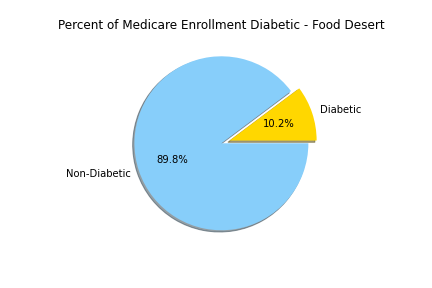 Percent of Medicare Enrollment Diabetic - Food Desert
Diabetic
10.2%
89.8%
Non-Diabetic